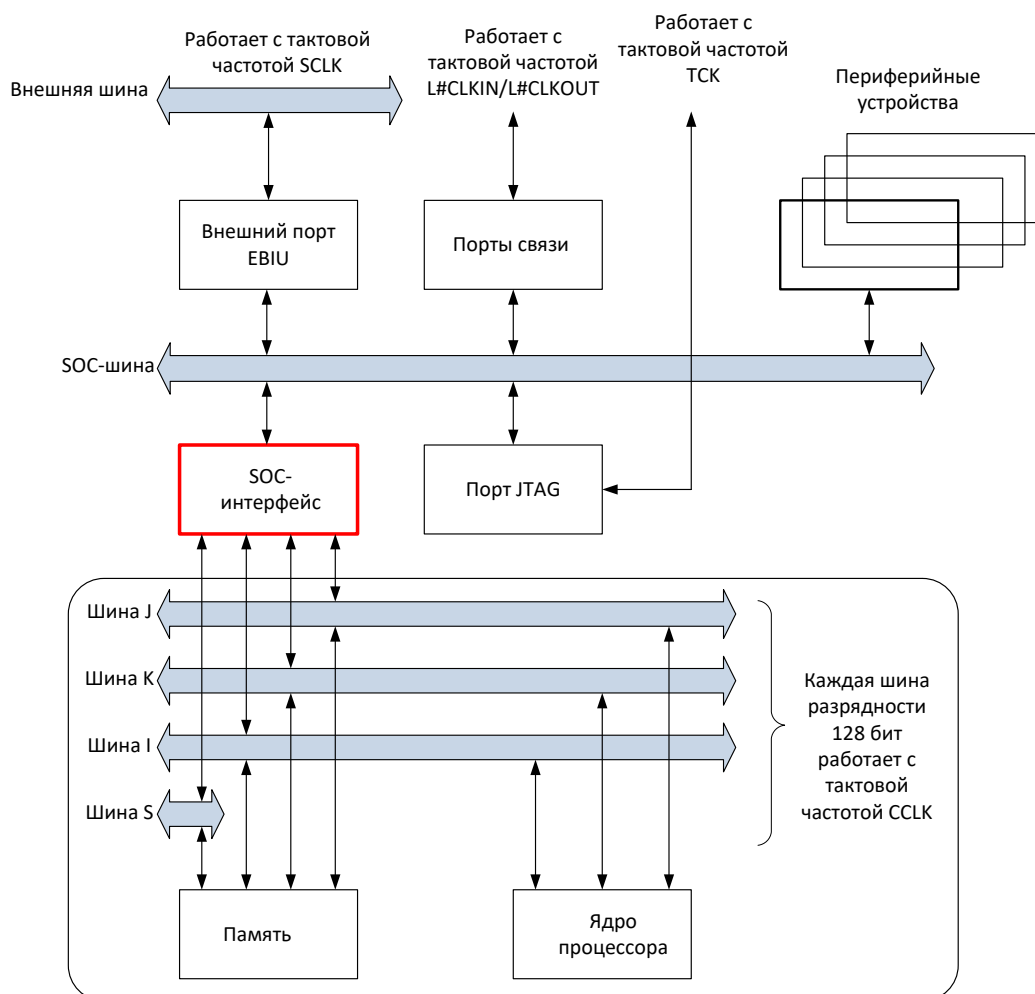 Работает с тактовой
частотой SCLK
Работает с
тактовой частотой
L#CLKIN/L#CLKOUT
Работает с
тактовой частотой
TCK
Внешняя шина
Периферийные
устройства
Внешний порт
EBIU
Порты связи
SOC-шина
SOC-
интерфейс
Порт JTAG
Шина J
Шина K
Шина I
Шина S
Каждая шина
разрядности
128 бит
работает с
тактовой
частотой CCLK
Память
Ядро
процессора